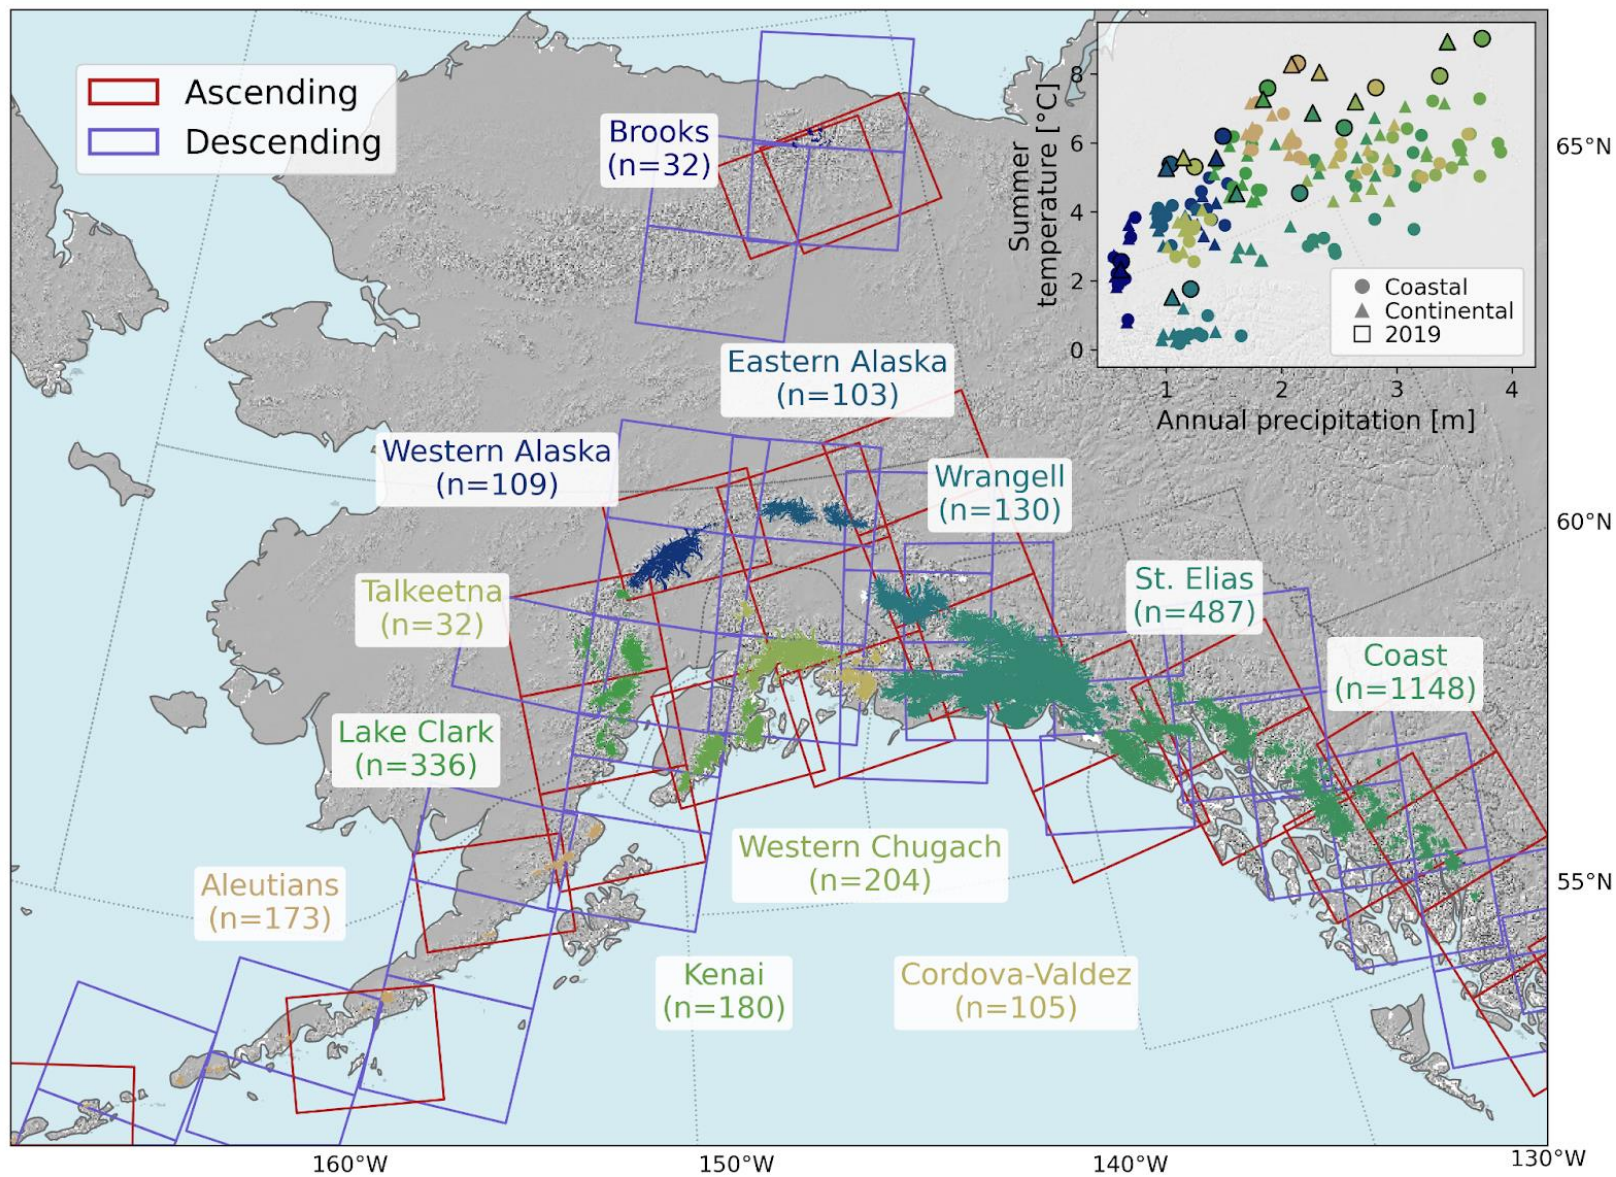 Ascending
Descending
Brooks
(n=32)
Eastern Alaska
(n=103)
Western Alaska
(n=109)
Wrangell
(n=130)
Talkeetna
(n=32)
St. Elias
(n=487)
Coast
(n=1148)
Lake Clark
(n=336)
Western Chugach
(n=204)
Aleutians
(n=173)
Kenai
(n=180)
Cordova-Valdez
(n=105)
Summer
temperature [°C]
8
6
4
2
0
1
2
3
4
Annual precipitation [m]
Coastal
Continental
2019
65°N
60°N
55°N
160°W
150°W
140°W
130°W